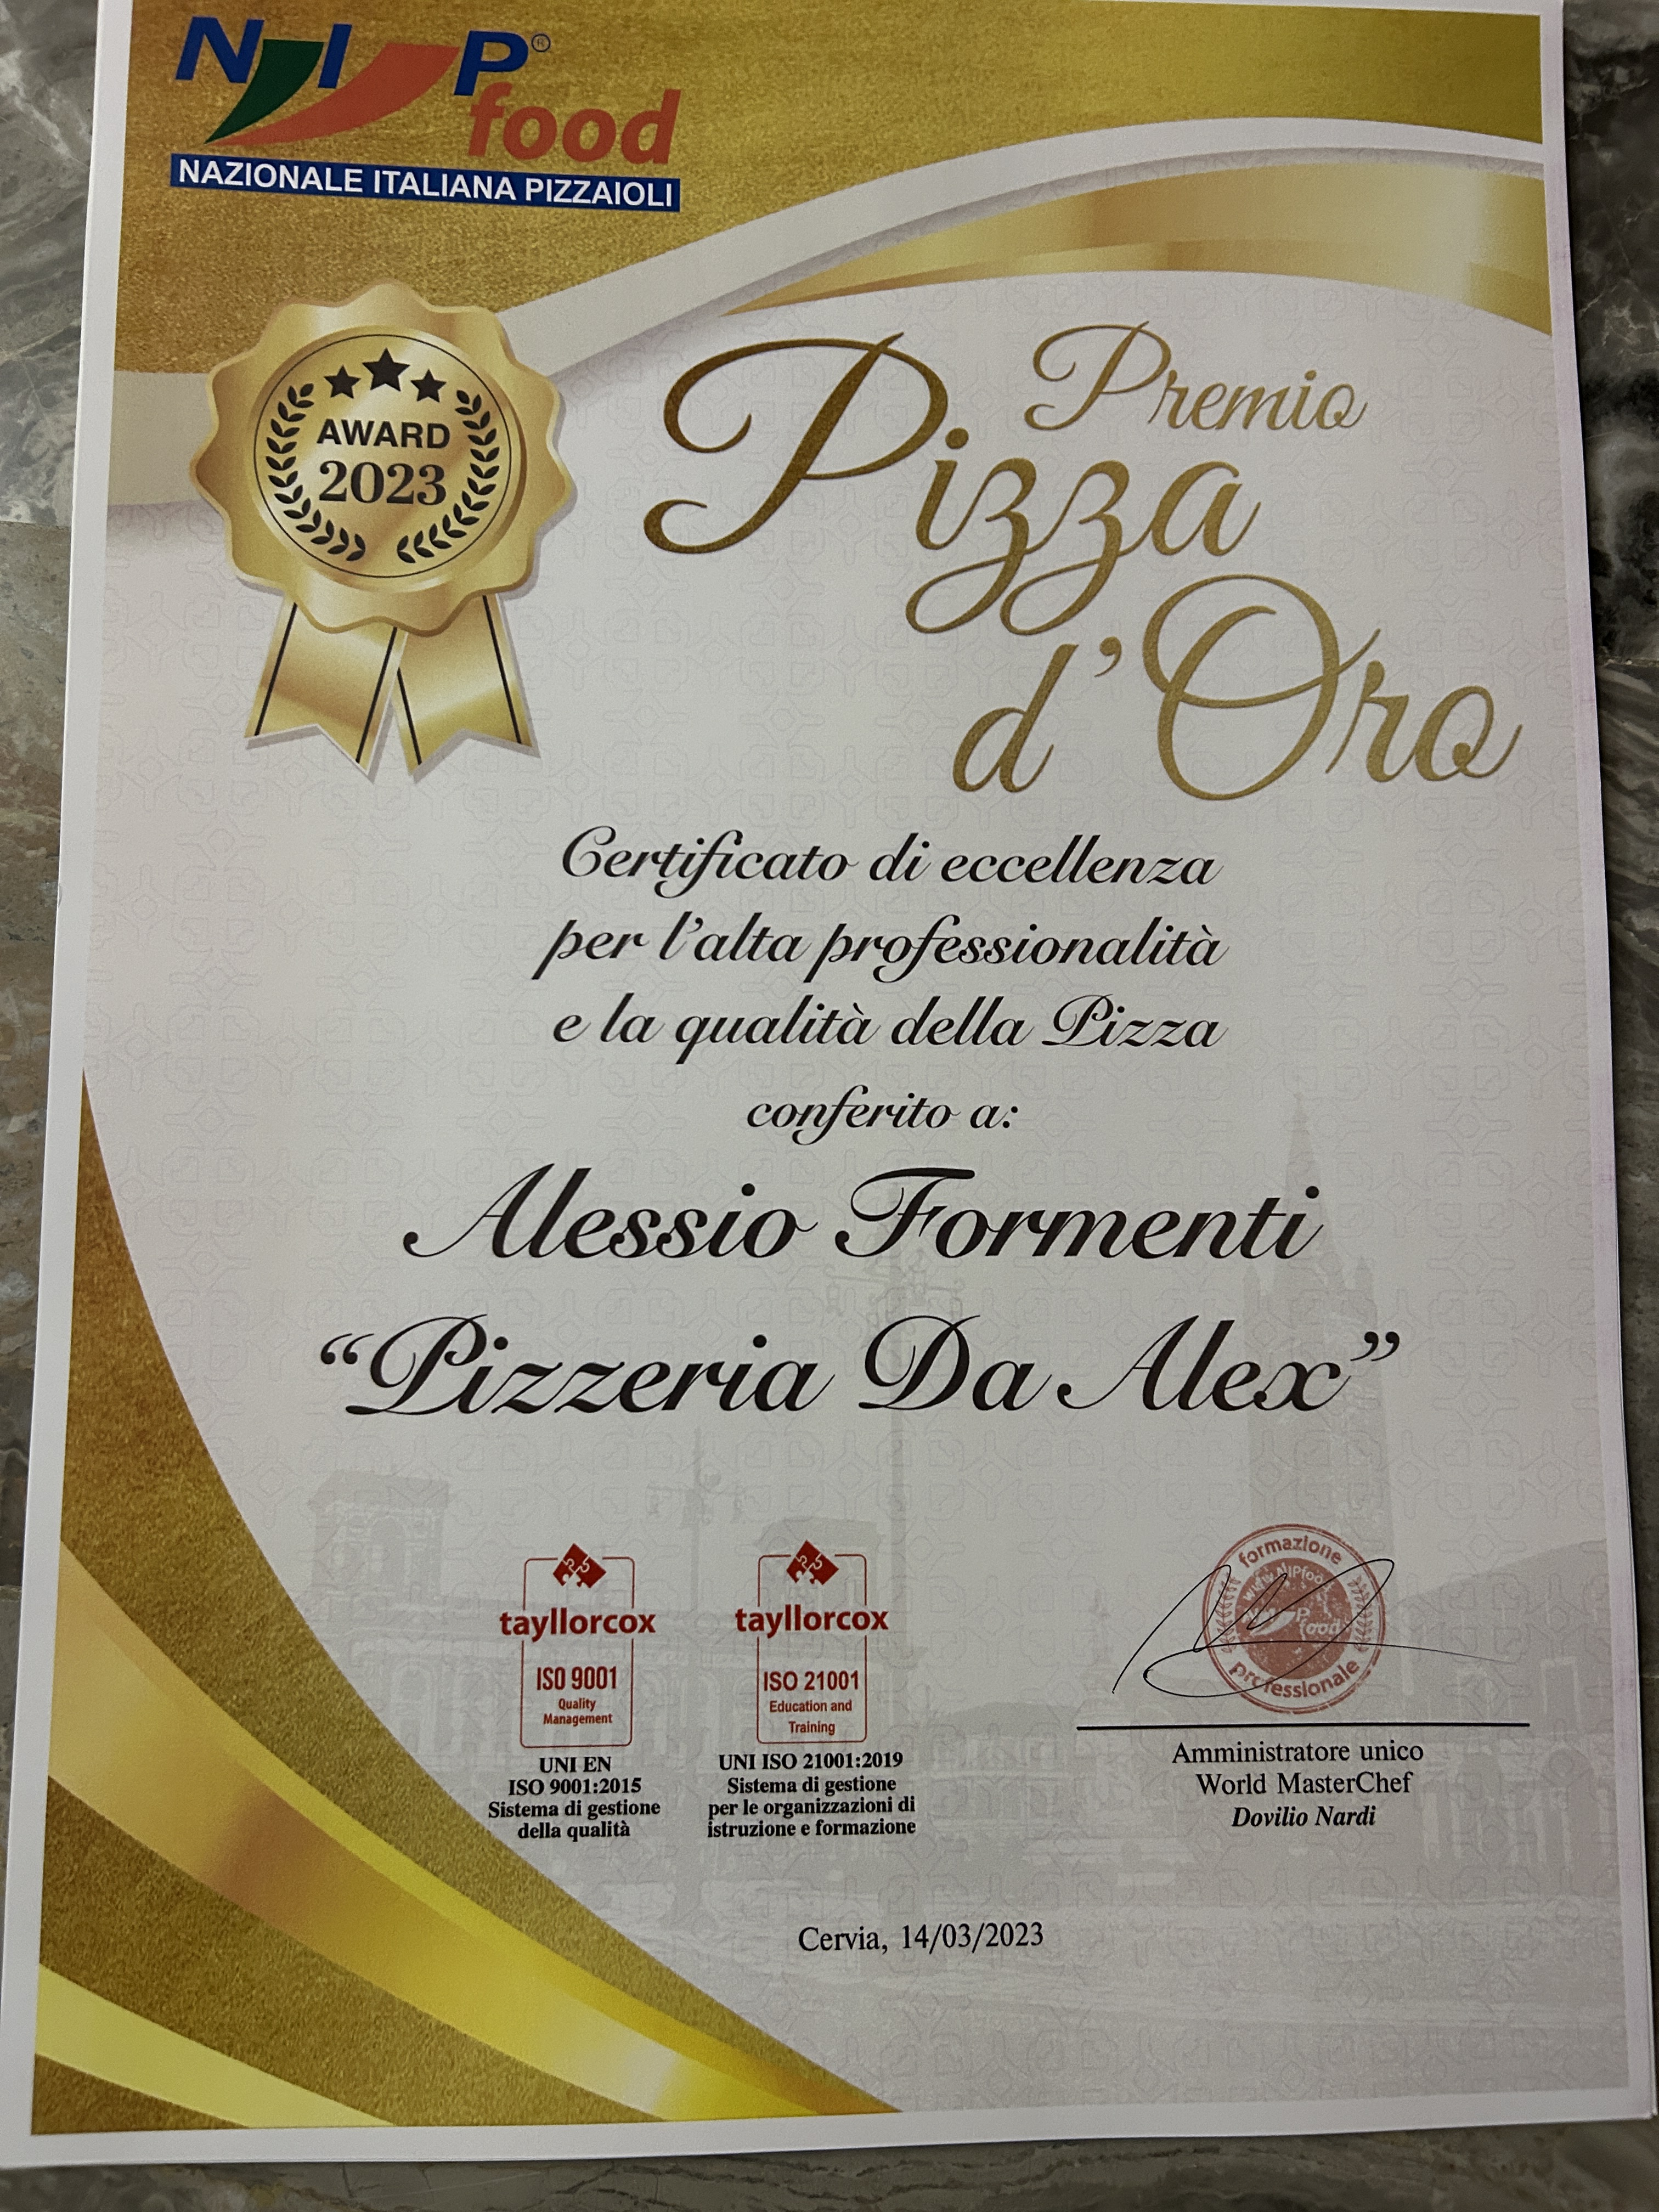 NIP®
food
NAZIONALE ITALIANA PIZZAIOLI
AWARD
2023
Premio
Pizza
d'Oro
Certificato di eccellenza
per l'alta professionalità
e la qualità della Pizza
conferito a:
Alessio Formenti
“Pizzeria Da Alex”
tayllorcox
ISO 9001
Quality
Management
UNI EN
ISO 9001:2015
Sistema di gestione
della qualità
tayllorcox
ISO 21001
Education and
Training
UNI ISO 21001:2019
Sistema di gestione
per le organizzazioni di
istruzione e formazione
formazione
NIP
food
professionale
Amministratore unico
World MasterChef
Dovilio Nardi
Cervia, 14/03/2023